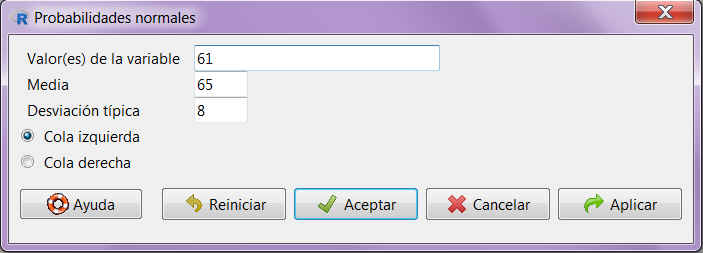 Probabilidades normales
Valor(es) de la variable 61
Media 65
Desviación típica 8
Cola izquierda
Cola derecha
Ayuda Reiniciar Aceptar Cancelar Aplicar